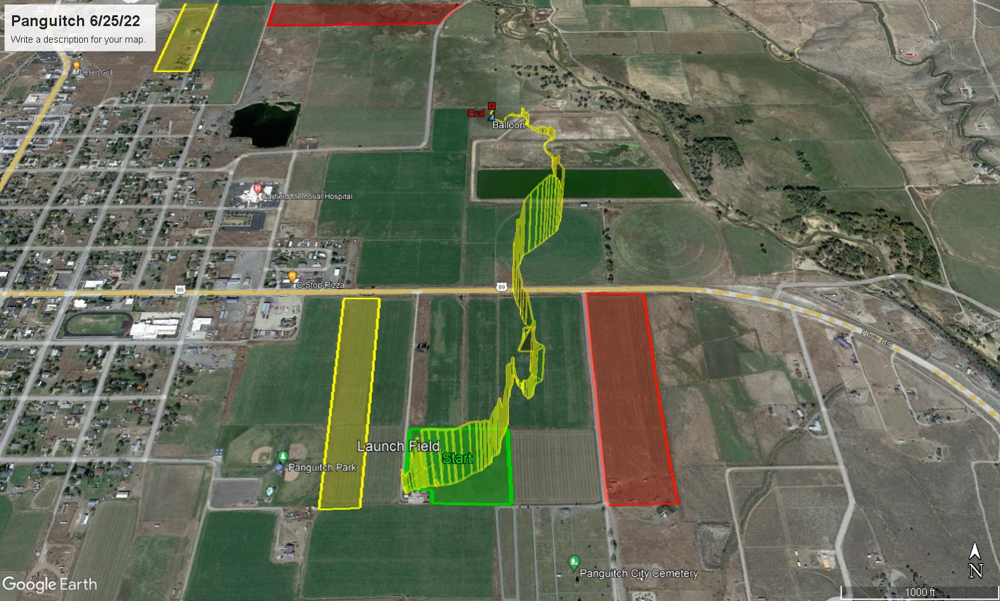 Panguitch 6/25/22
Write a description for your map.
Desert Grill
End
Balloon
H
Garfield Memorial Hospital
C Stop Pizza
89
89
Hwy 89
Launch Field
Start
Panguitch Park
Panguitch City Cemetery
N
Google Earth
1000 ft